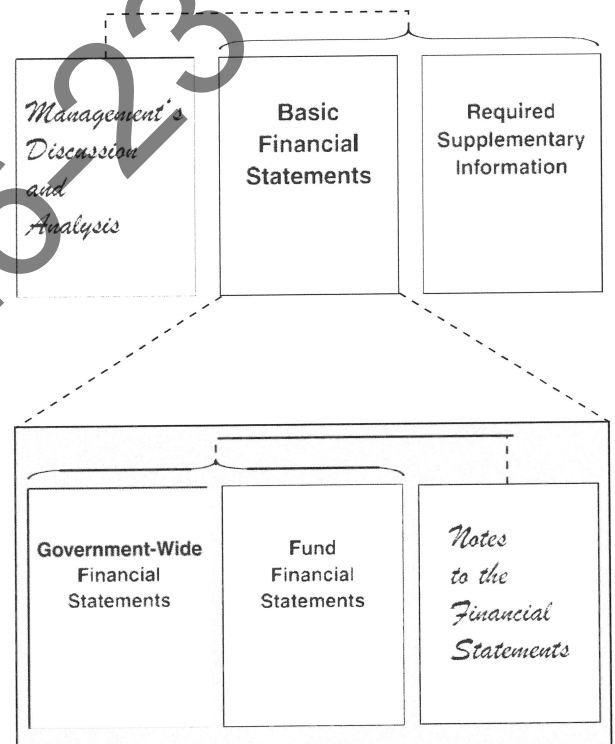 Management's
Discussion
and
Analysis
Basic
Financial
Statements
Required
Supplementary
Information
Government-Wide
Financial
Statements
Fund
Financial
Statements
Notes
to the
Financial
Statements